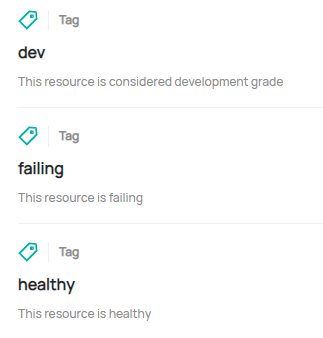 Tag
dev
This resource is considered development grade
Tag
failing
This resource is failing
Tag
healthy
This resource is healthy